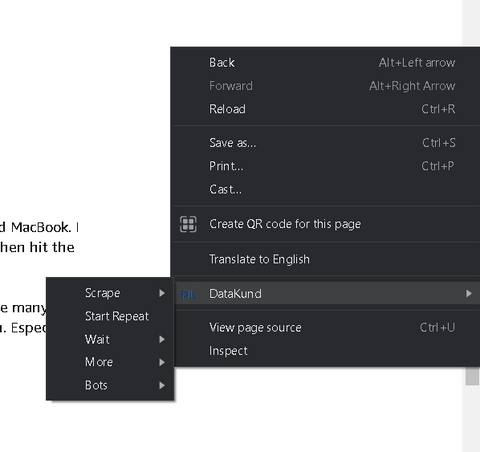 d MacBook. I
hen hit the
e many
. Espec
Back Alt+Left arrow
Forward Alt+Right Arrow
Reload Ctrl+R
Save as... Ctrl+S
Print... Ctrl+P
Cast...
Create QR code for this page
Translate to English
DataKund
View page source Ctrl+U
Inspect
Scrape
Start Repeat
Wait
More
Bots